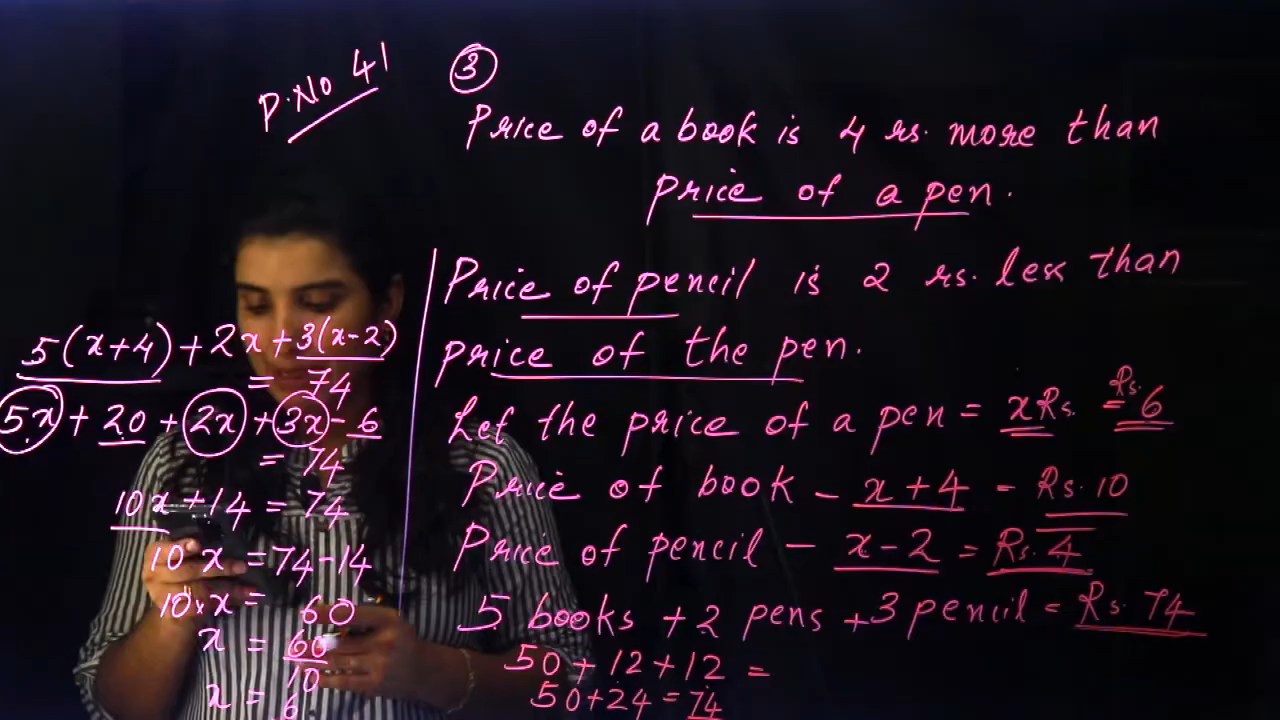 P.No 41
3
Price of a book is 4 rs. more than
price of a pen.
Price of pencil is 2 rs. less than
price of the pen.
Let the price of a pen = x Rs. = Rs. 6
Price of book - x + 4 = Rs. 10
Price of pencil - x - 2 = Rs. 4
5 books + 2 pens + 3 pencil = Rs. 74
50 + 12 + 12 =
50 + 24 = 74
5(x+4) + 2x + 3(x-2)
= 74
5x + 20 + 2x + 3x - 6
= 74
10x + 14 = 74
10 x = 74 - 14
10 × x = 60
x = 60
10
x = 6